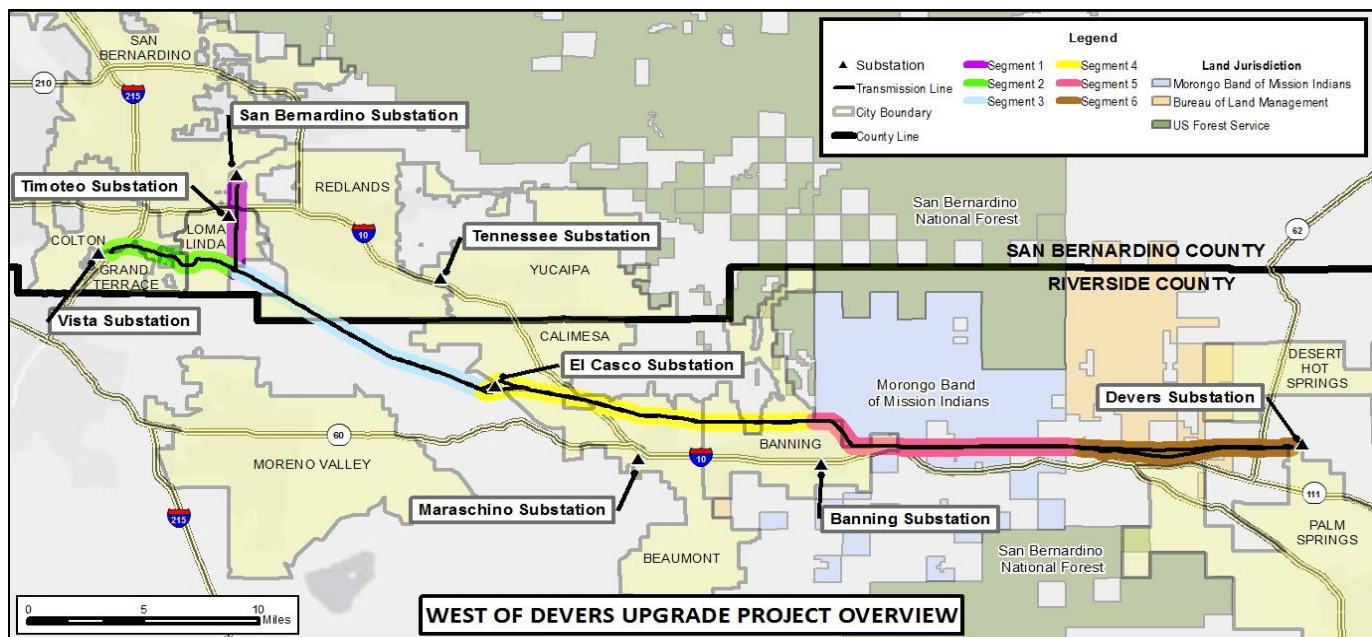 Legend
Substation
Transmission Line
City Boundary
County Line
Segment 1
Segment 2
Segment 3
Segment 4
Segment 5
Segment 6
Land Jurisdiction
Morongo Band of Mission Indians
Bureau of Land Management
US Forest Service
SAN
BERNARDINO
210
215
San Bernardino Substation
Timoteo Substation
REDLANDS
COLTON
LOMA
LINDA
10
Tennessee Substation
San Bernardino
National Forest
62
SAN BERNARDINO COUNTY
RIVERSIDE COUNTY
GRAND
TERRACE
YUCAIPA
Vista Substation
CALIMESA
El Casco Substation
DESERT
HOT
SPRINGS
Morongo Band
of Mission Indians
Devers Substation
60
MORENO VALLEY
10
BANNING
215
Maraschino Substation
Banning Substation
111
PALM
SPRINGS
BEAUMONT
San Bernardino
National Forest
0
5
10
Miles
WEST OF DEVERS UPGRADE PROJECT OVERVIEW